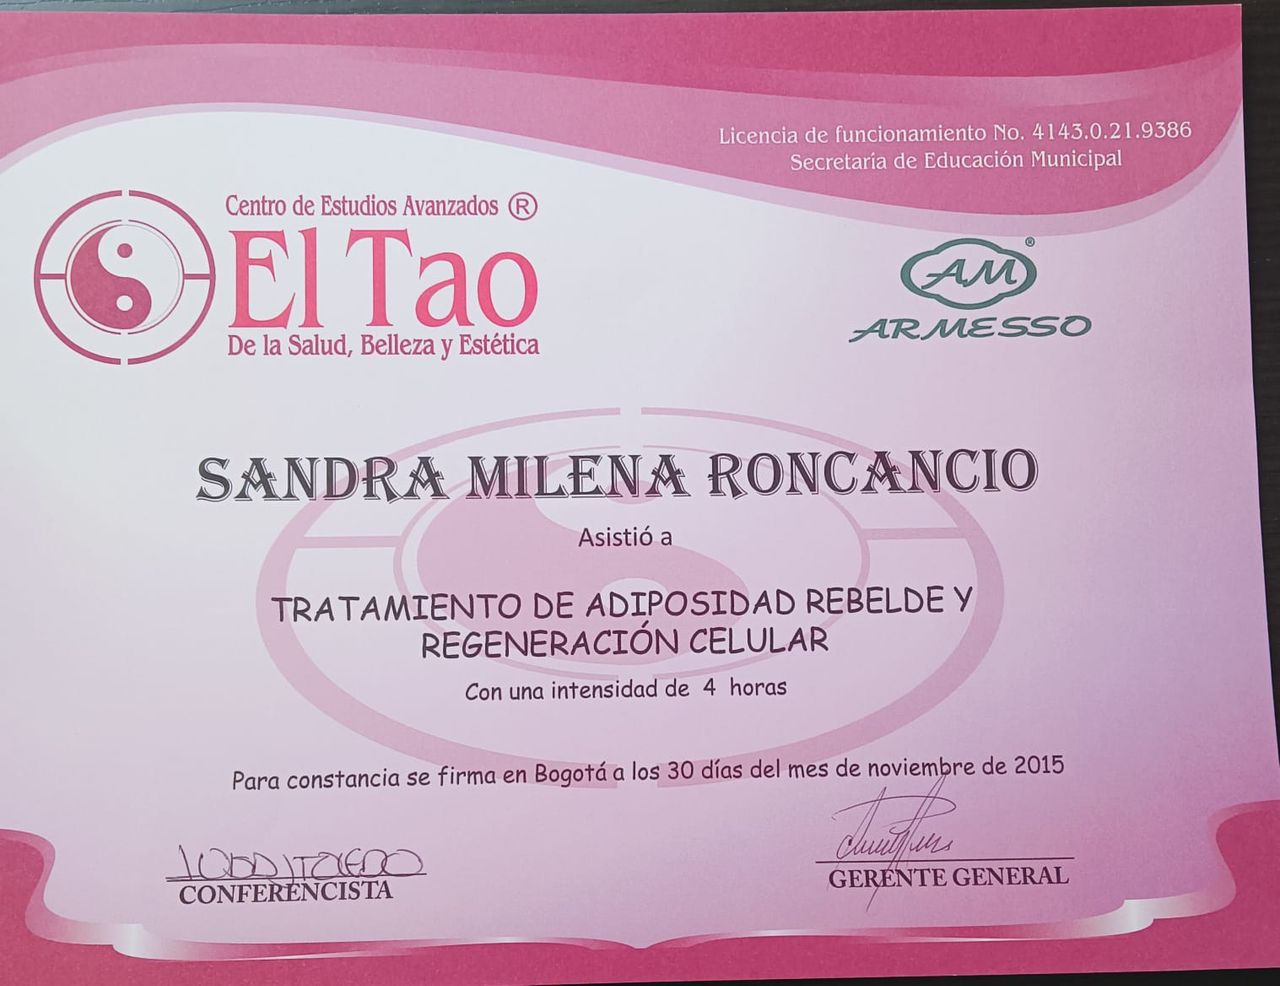 Licencia de funcionamiento No. 4143.0.21.9386
Secretaría de Educación Municipal
Centro de Estudios Avanzados ®
El Tao
De la Salud, Belleza y Estética
AM ®
ARMESSO
SANDRA MILENA RONCANCIO
Asistió a
TRATAMIENTO DE ADIPOSIDAD REBELDE Y
REGENERACIÓN CELULAR
Con una intensidad de 4 horas
Para constancia se firma en Bogotá a los 30 días del mes de noviembre de 2015
CONFERENCISTA
GERENTE GENERAL